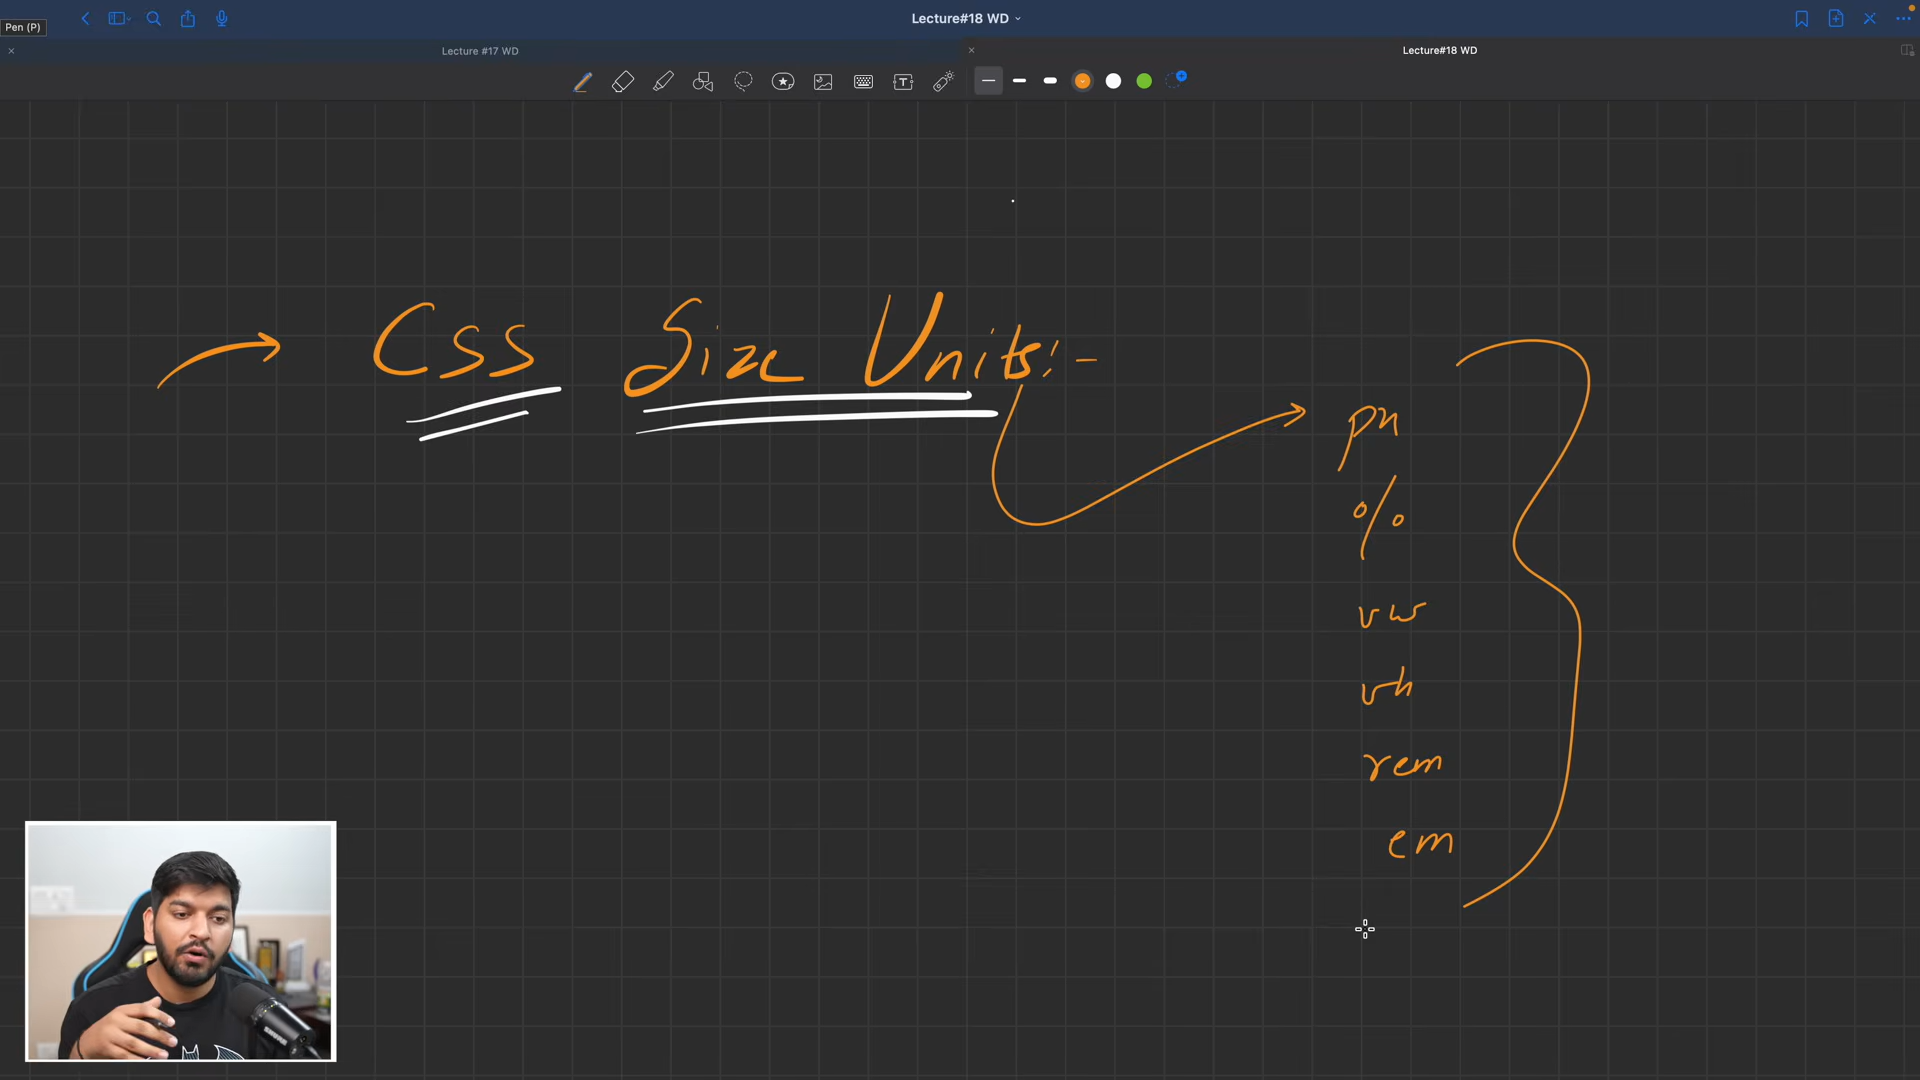 Lecture#18 WD
Pen (P)
Lecture #17 WD
Lecture#18 WD
T
CSS Size Units:-
px
%
vw
vh
rem
em